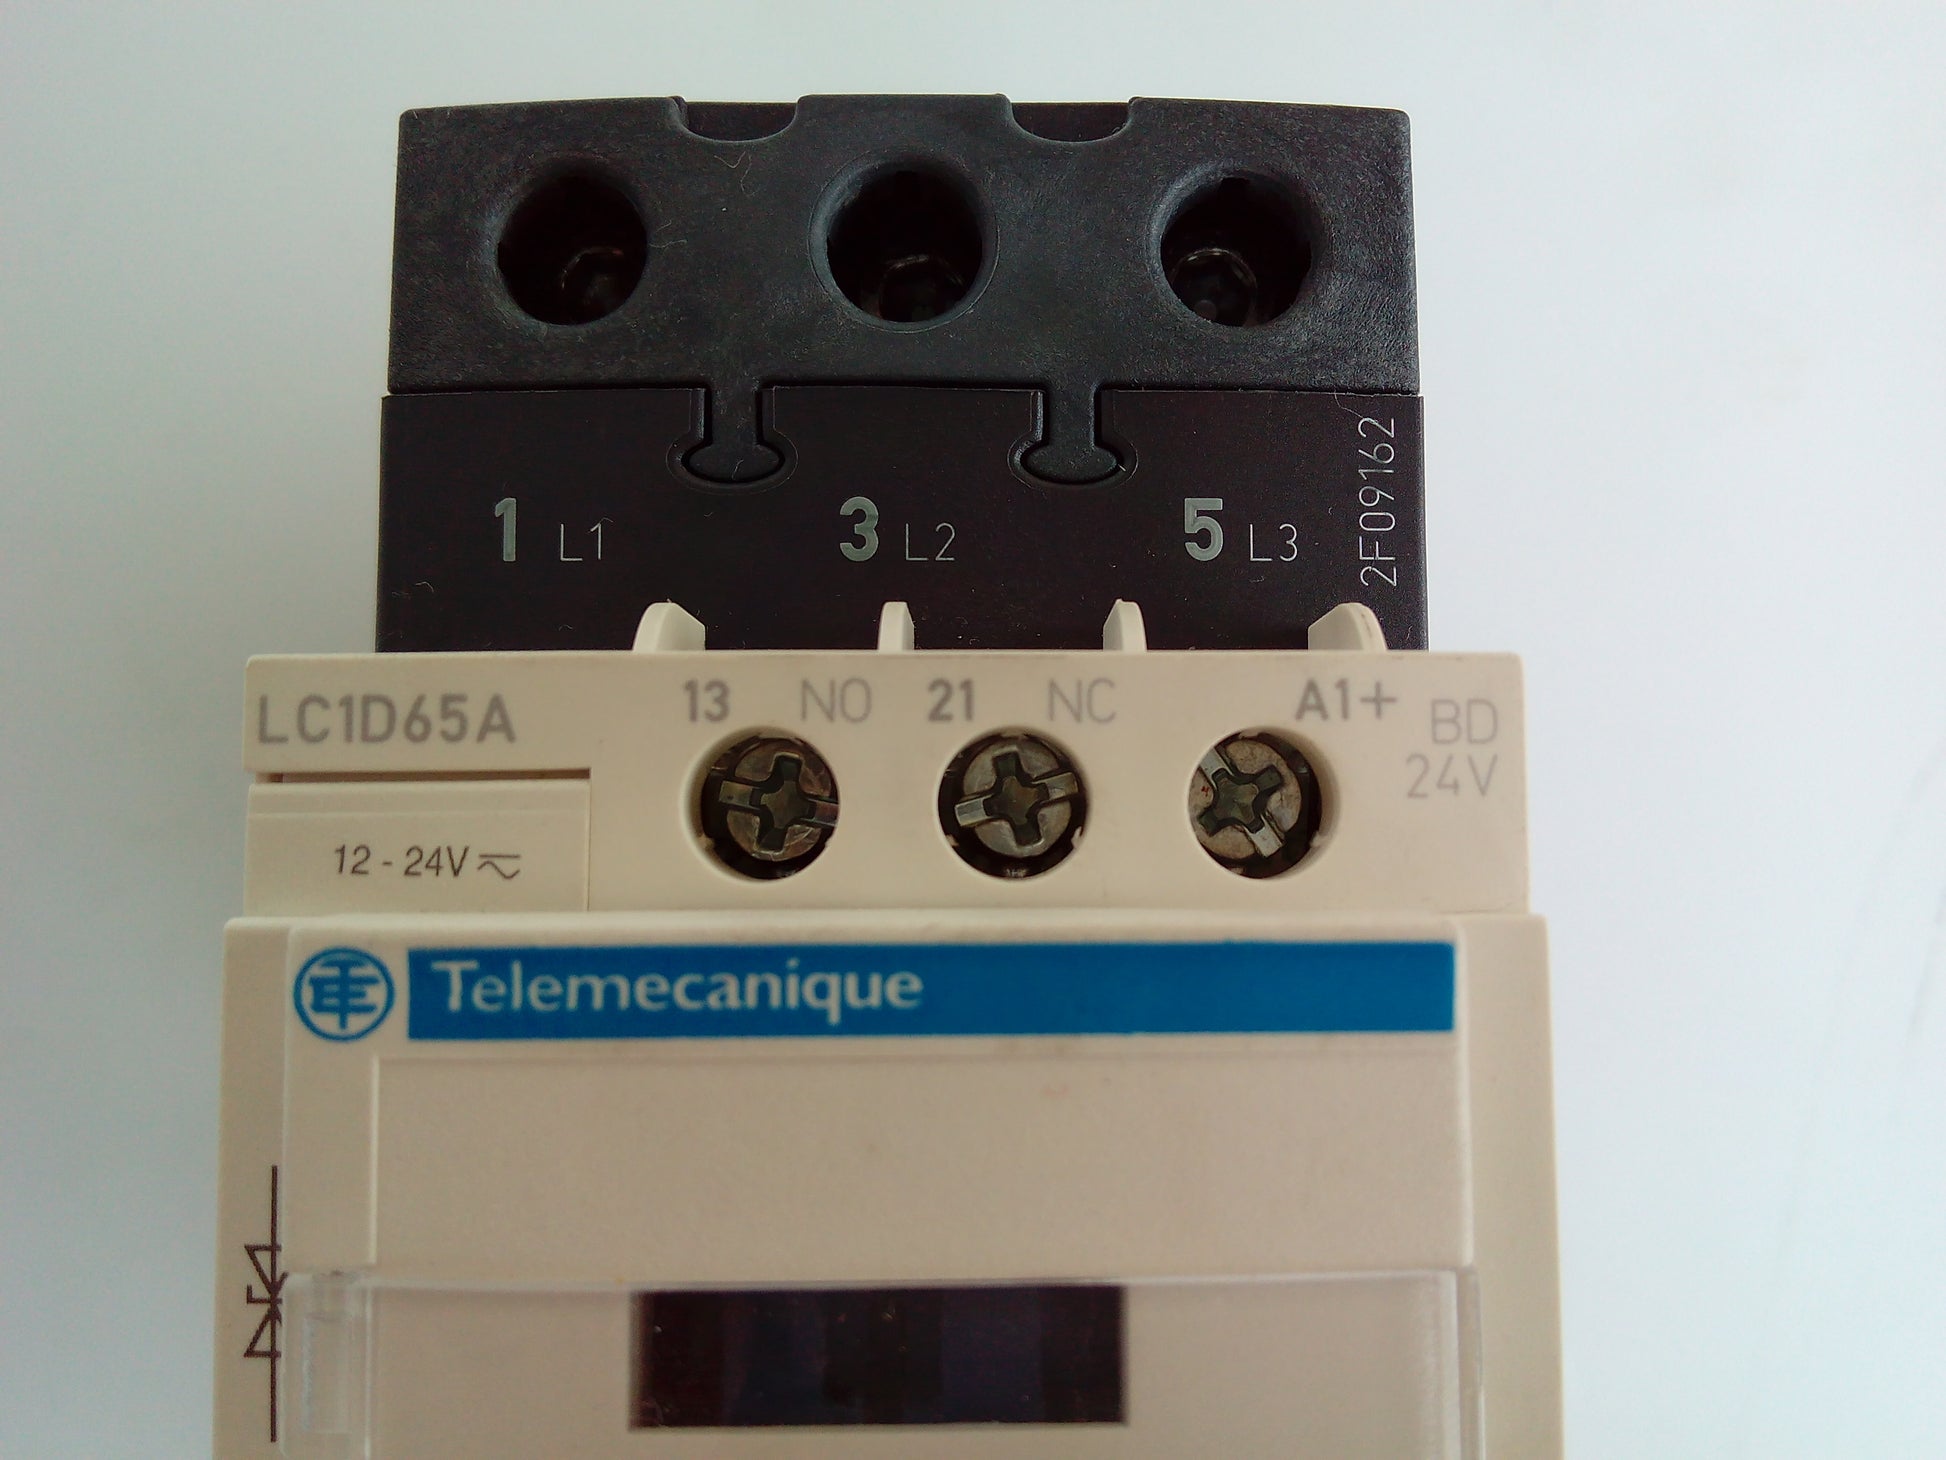 1 L1 3 L2 5 L3
2F09162
LC1D65A 13 NO 21 NC A1+ BD
24V
12 - 24V
Telemecanique